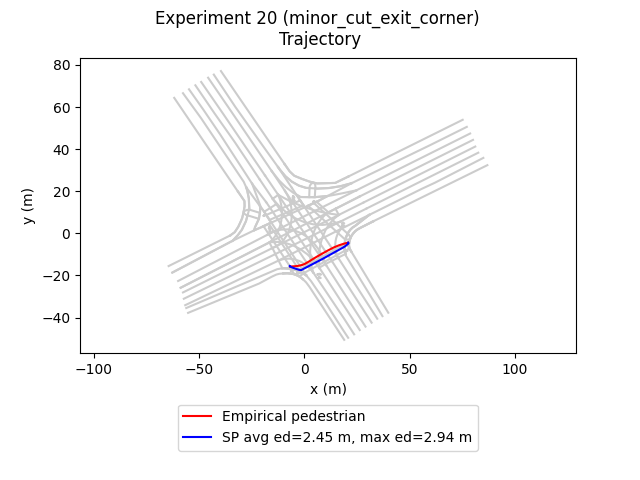 Experiment 20 (minor_cut_exit_corner)
Trajectory
80
60
40
20
0
−20
−40
y (m)
−100
−50
0
50
100
x (m)
Empirical pedestrian
SP avg ed=2.45 m, max ed=2.94 m